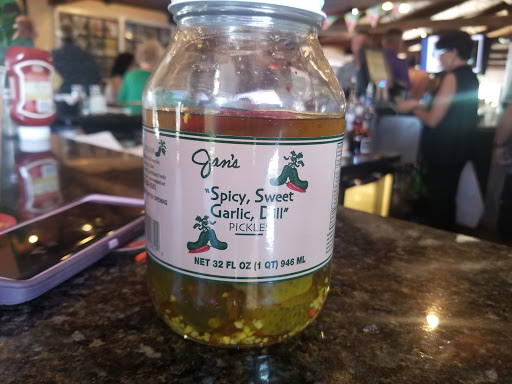 Jan's
"Spicy, Sweet
Garlic, Dill"
PICKLES
NET 32 FL OZ (1 QT) 946 ML